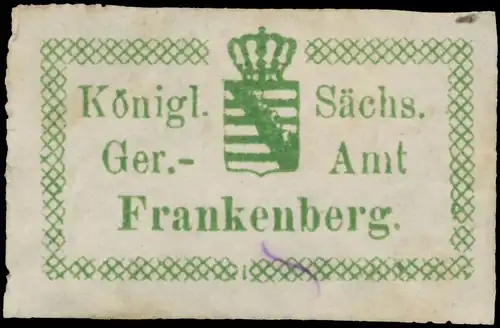 Königl. Sächs.
Ger.- Amt
Frankenberg.